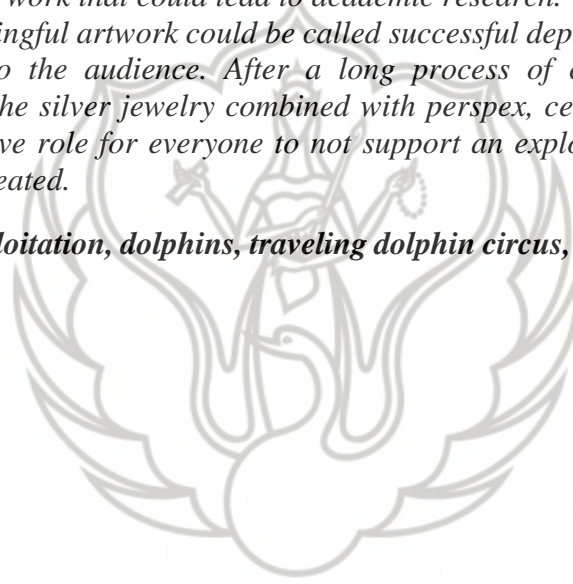 work that could lead to academic research.
ingful artwork could be called successful dep
o the audience. After a long process of
he silver jewelry combined with perspex, ce
ve role for everyone to not support an explo
eated.
loitation, dolphins, traveling dolphin circus,